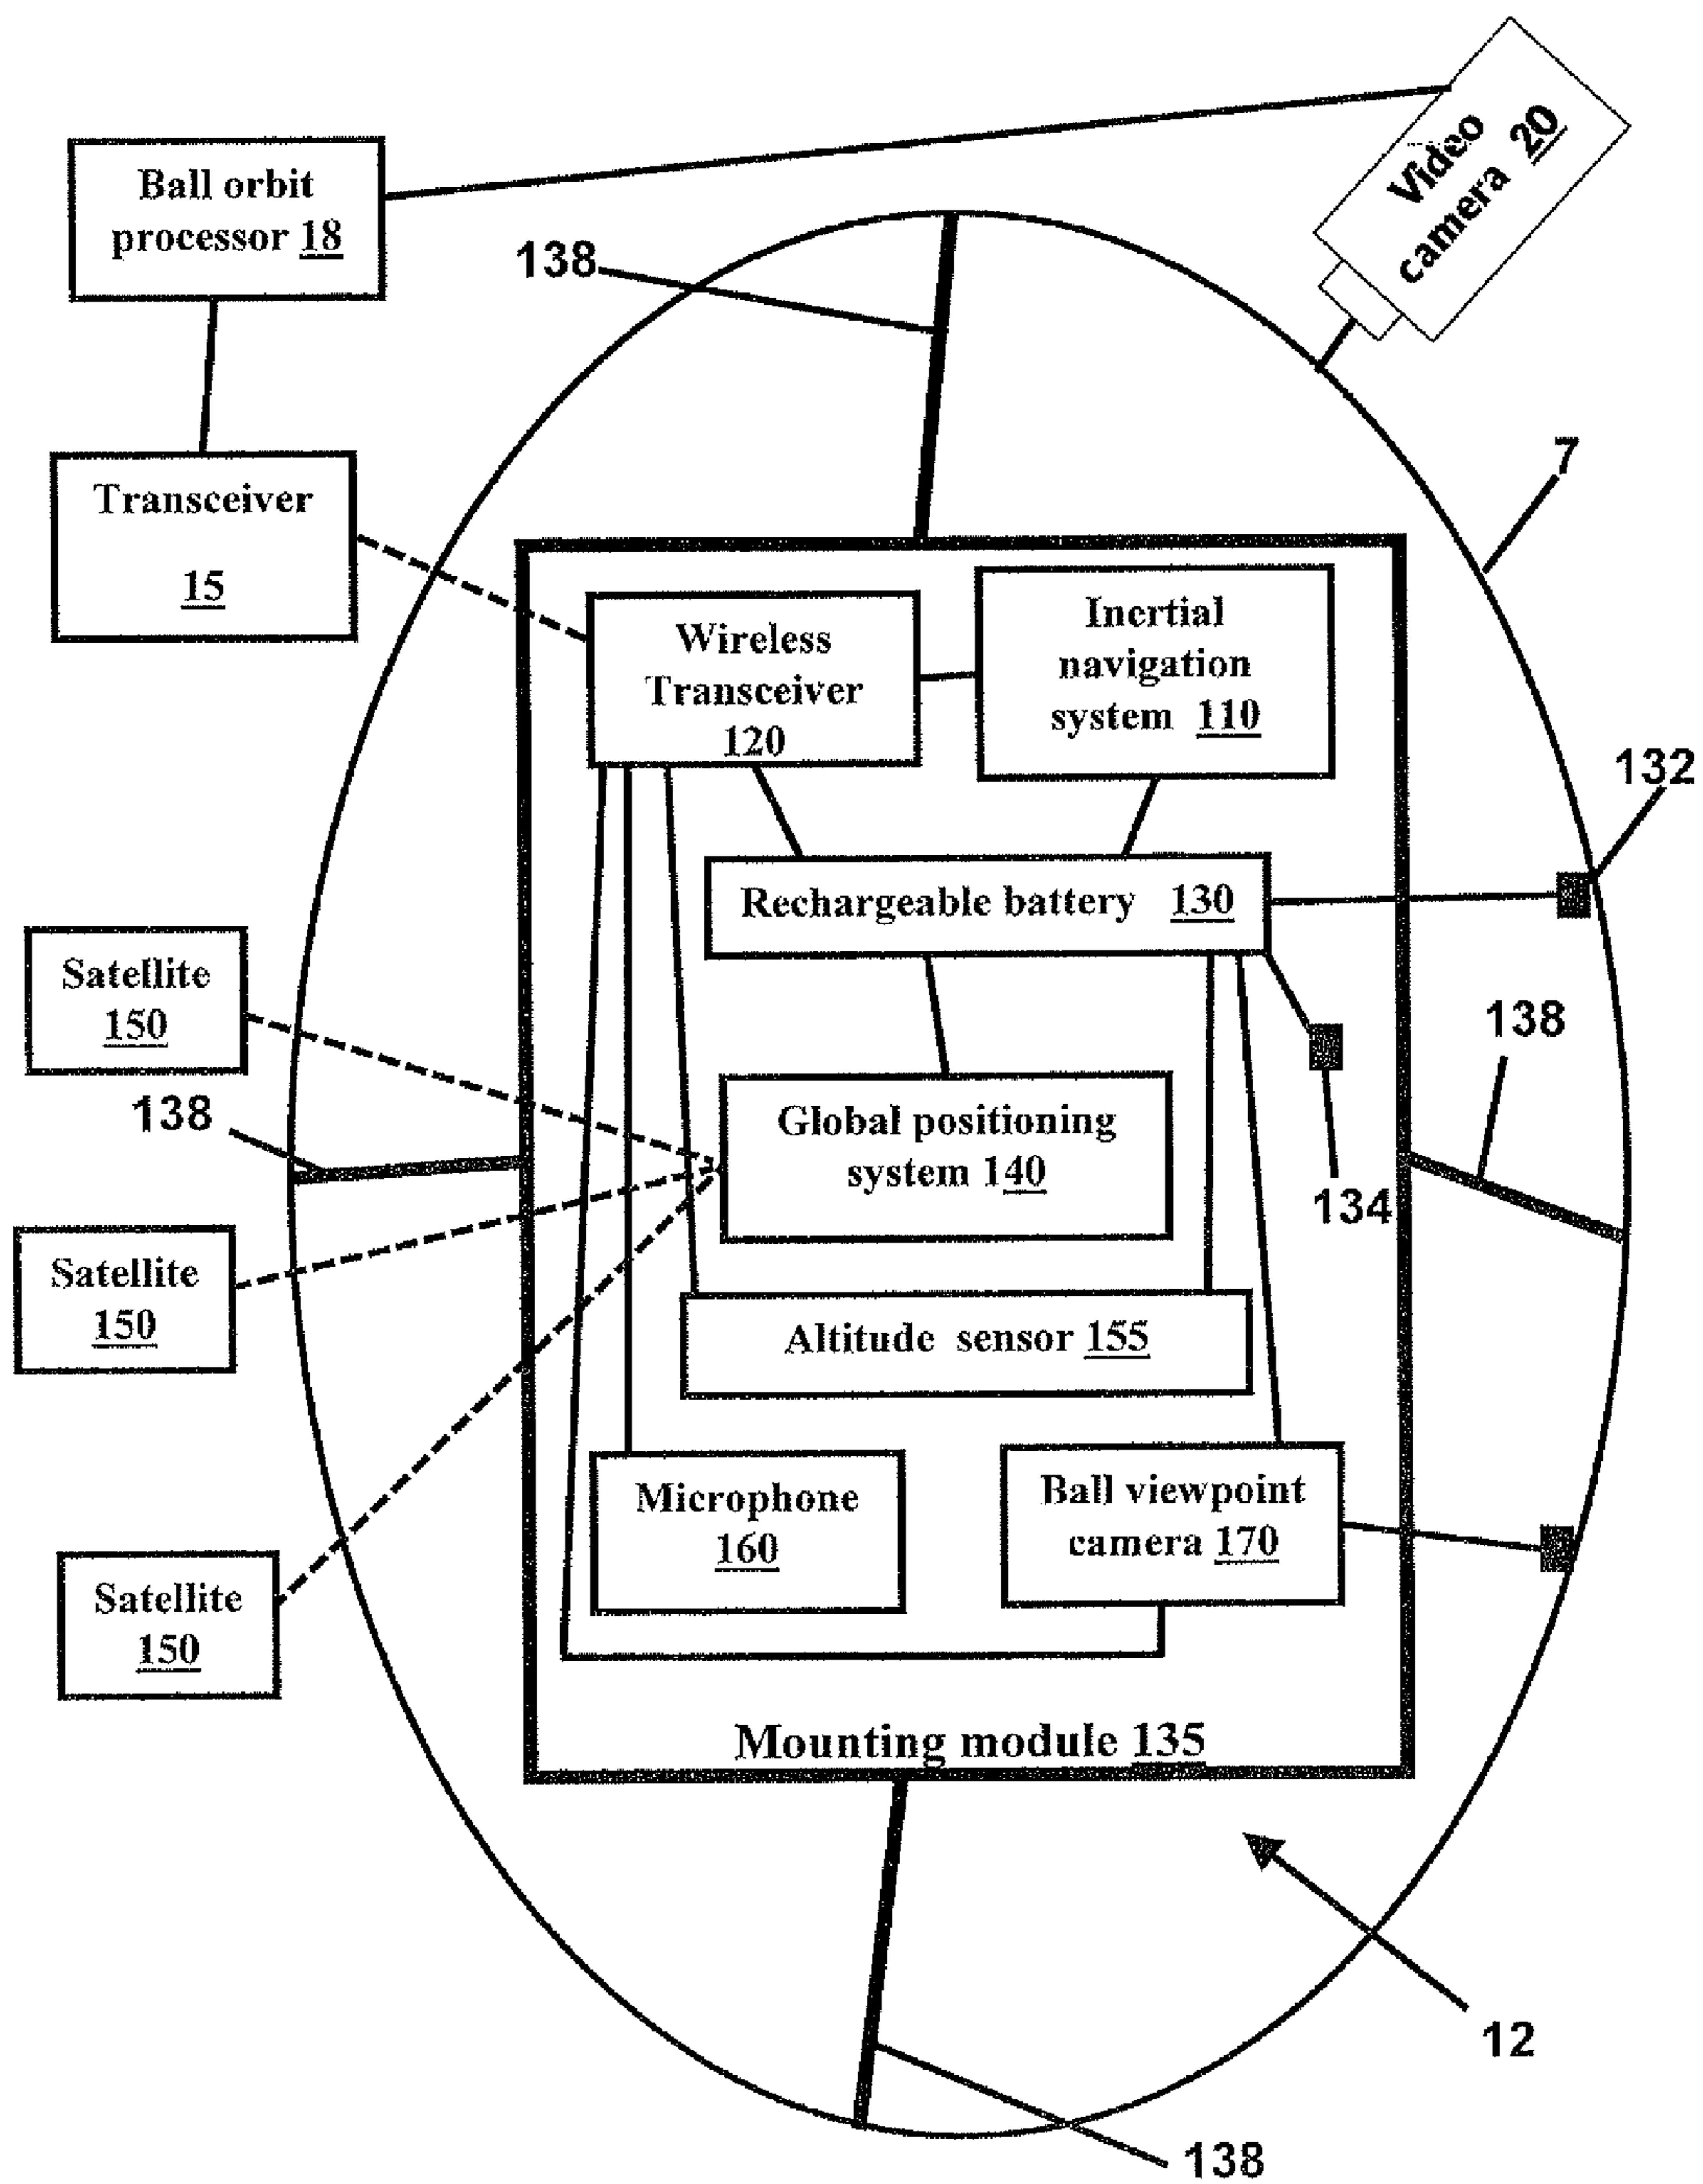 Video
camera 20
Ball orbit
processor 18
138
7
Transceiver
15
Wireless
Transceiver
120
Inertial
navigation
system 110
132
Rechargeable battery 130
Satellite
150
138
138
Global positioning
system 140
134
Satellite
150
Altitude sensor 155
Microphone
160
Ball viewpoint
camera 170
Satellite
150
Mounting module 135
12
138